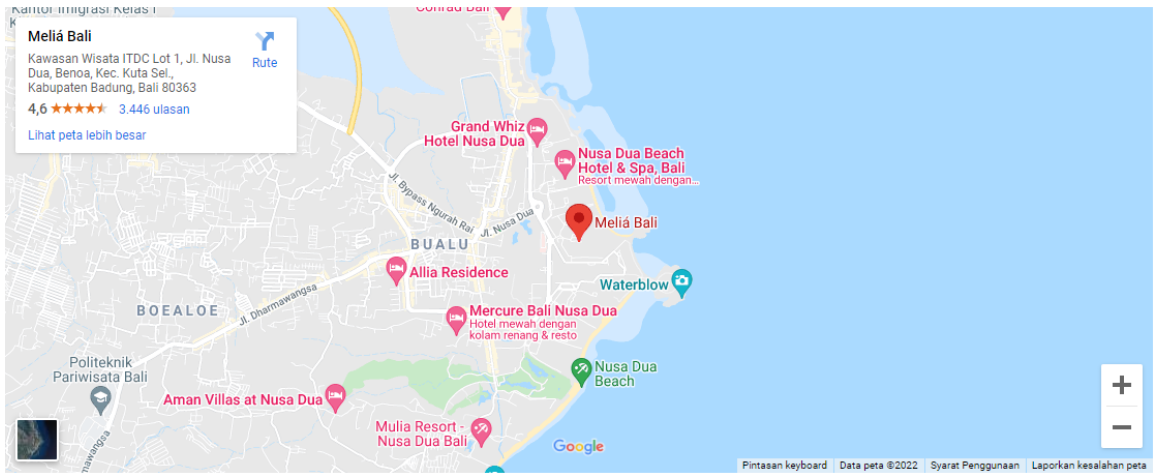 Kantor Imigrasi Kelas I
Conrad Bali
Meliá Bali
Kawasan Wisata ITDC Lot 1, Jl. Nusa
Dua, Benoa, Kec. Kuta Sel.,
Kabupaten Badung, Bali 80363
4,6
3.446 ulasan
Lihat peta lebih besar
Rute
Grand Whiz
Hotel Nusa Dua
Nusa Dua Beach
Hotel & Spa, Bali
Resort mewah dengan...
Jl. Bypass Ngurah Rai
Jl. Nusa Dua
Meliá Bali
BUALU
Allia Residence
Waterblow
BOEALOE
Jl. Dharmawangsa
Mercure Bali Nusa Dua
Hotel mewah dengan
kolam renang & resto
Politeknik
Pariwisata Bali
Nusa Dua
Beach
Aman Villas at Nusa Dua
Mulia Resort -
Nusa Dua Bali
Google
Pintasan keyboard
Data peta ©2022
Syarat Penggunaan
Laporkan kesalahan peta